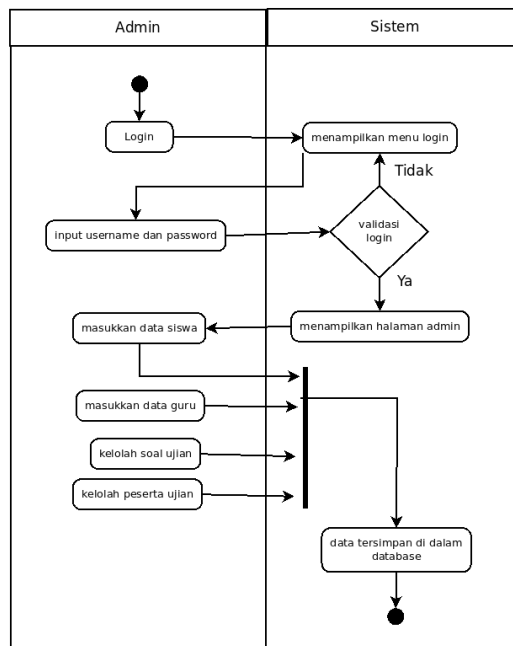 Admin
Sistem
Login
menampilkan menu login
Tidak
input username dan password
validasi
login
Ya
masukkan data siswa
menampilkan halaman admin
masukkan data guru
kelolah soal ujian
kelolah peserta ujian
data tersimpan di dalam
database